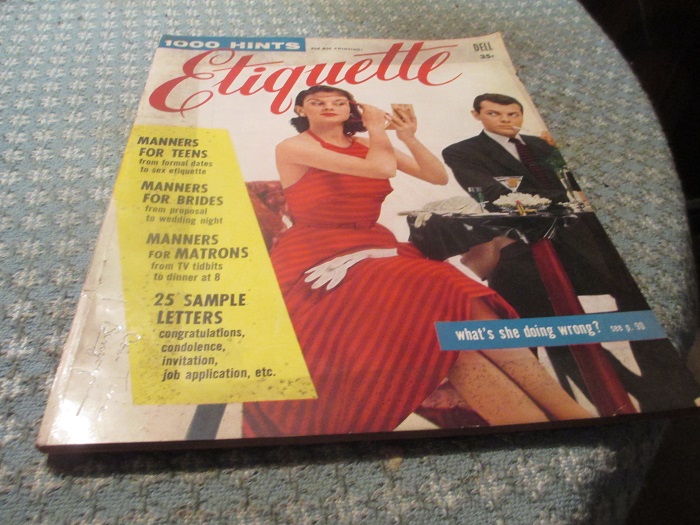 1000 HINTS
DELL
35¢
Etiquette
MANNERS
FOR TEENS
from formal dates
to sex etiquette
MANNERS
FOR BRIDES
from proposal
to wedding night
MANNERS
FOR MATRONS
from TV tidbits
to dinner at 8
25 SAMPLE
LETTERS
congratulations,
condolence,
invitation,
job application, etc.
what's she doing wrong? see p.